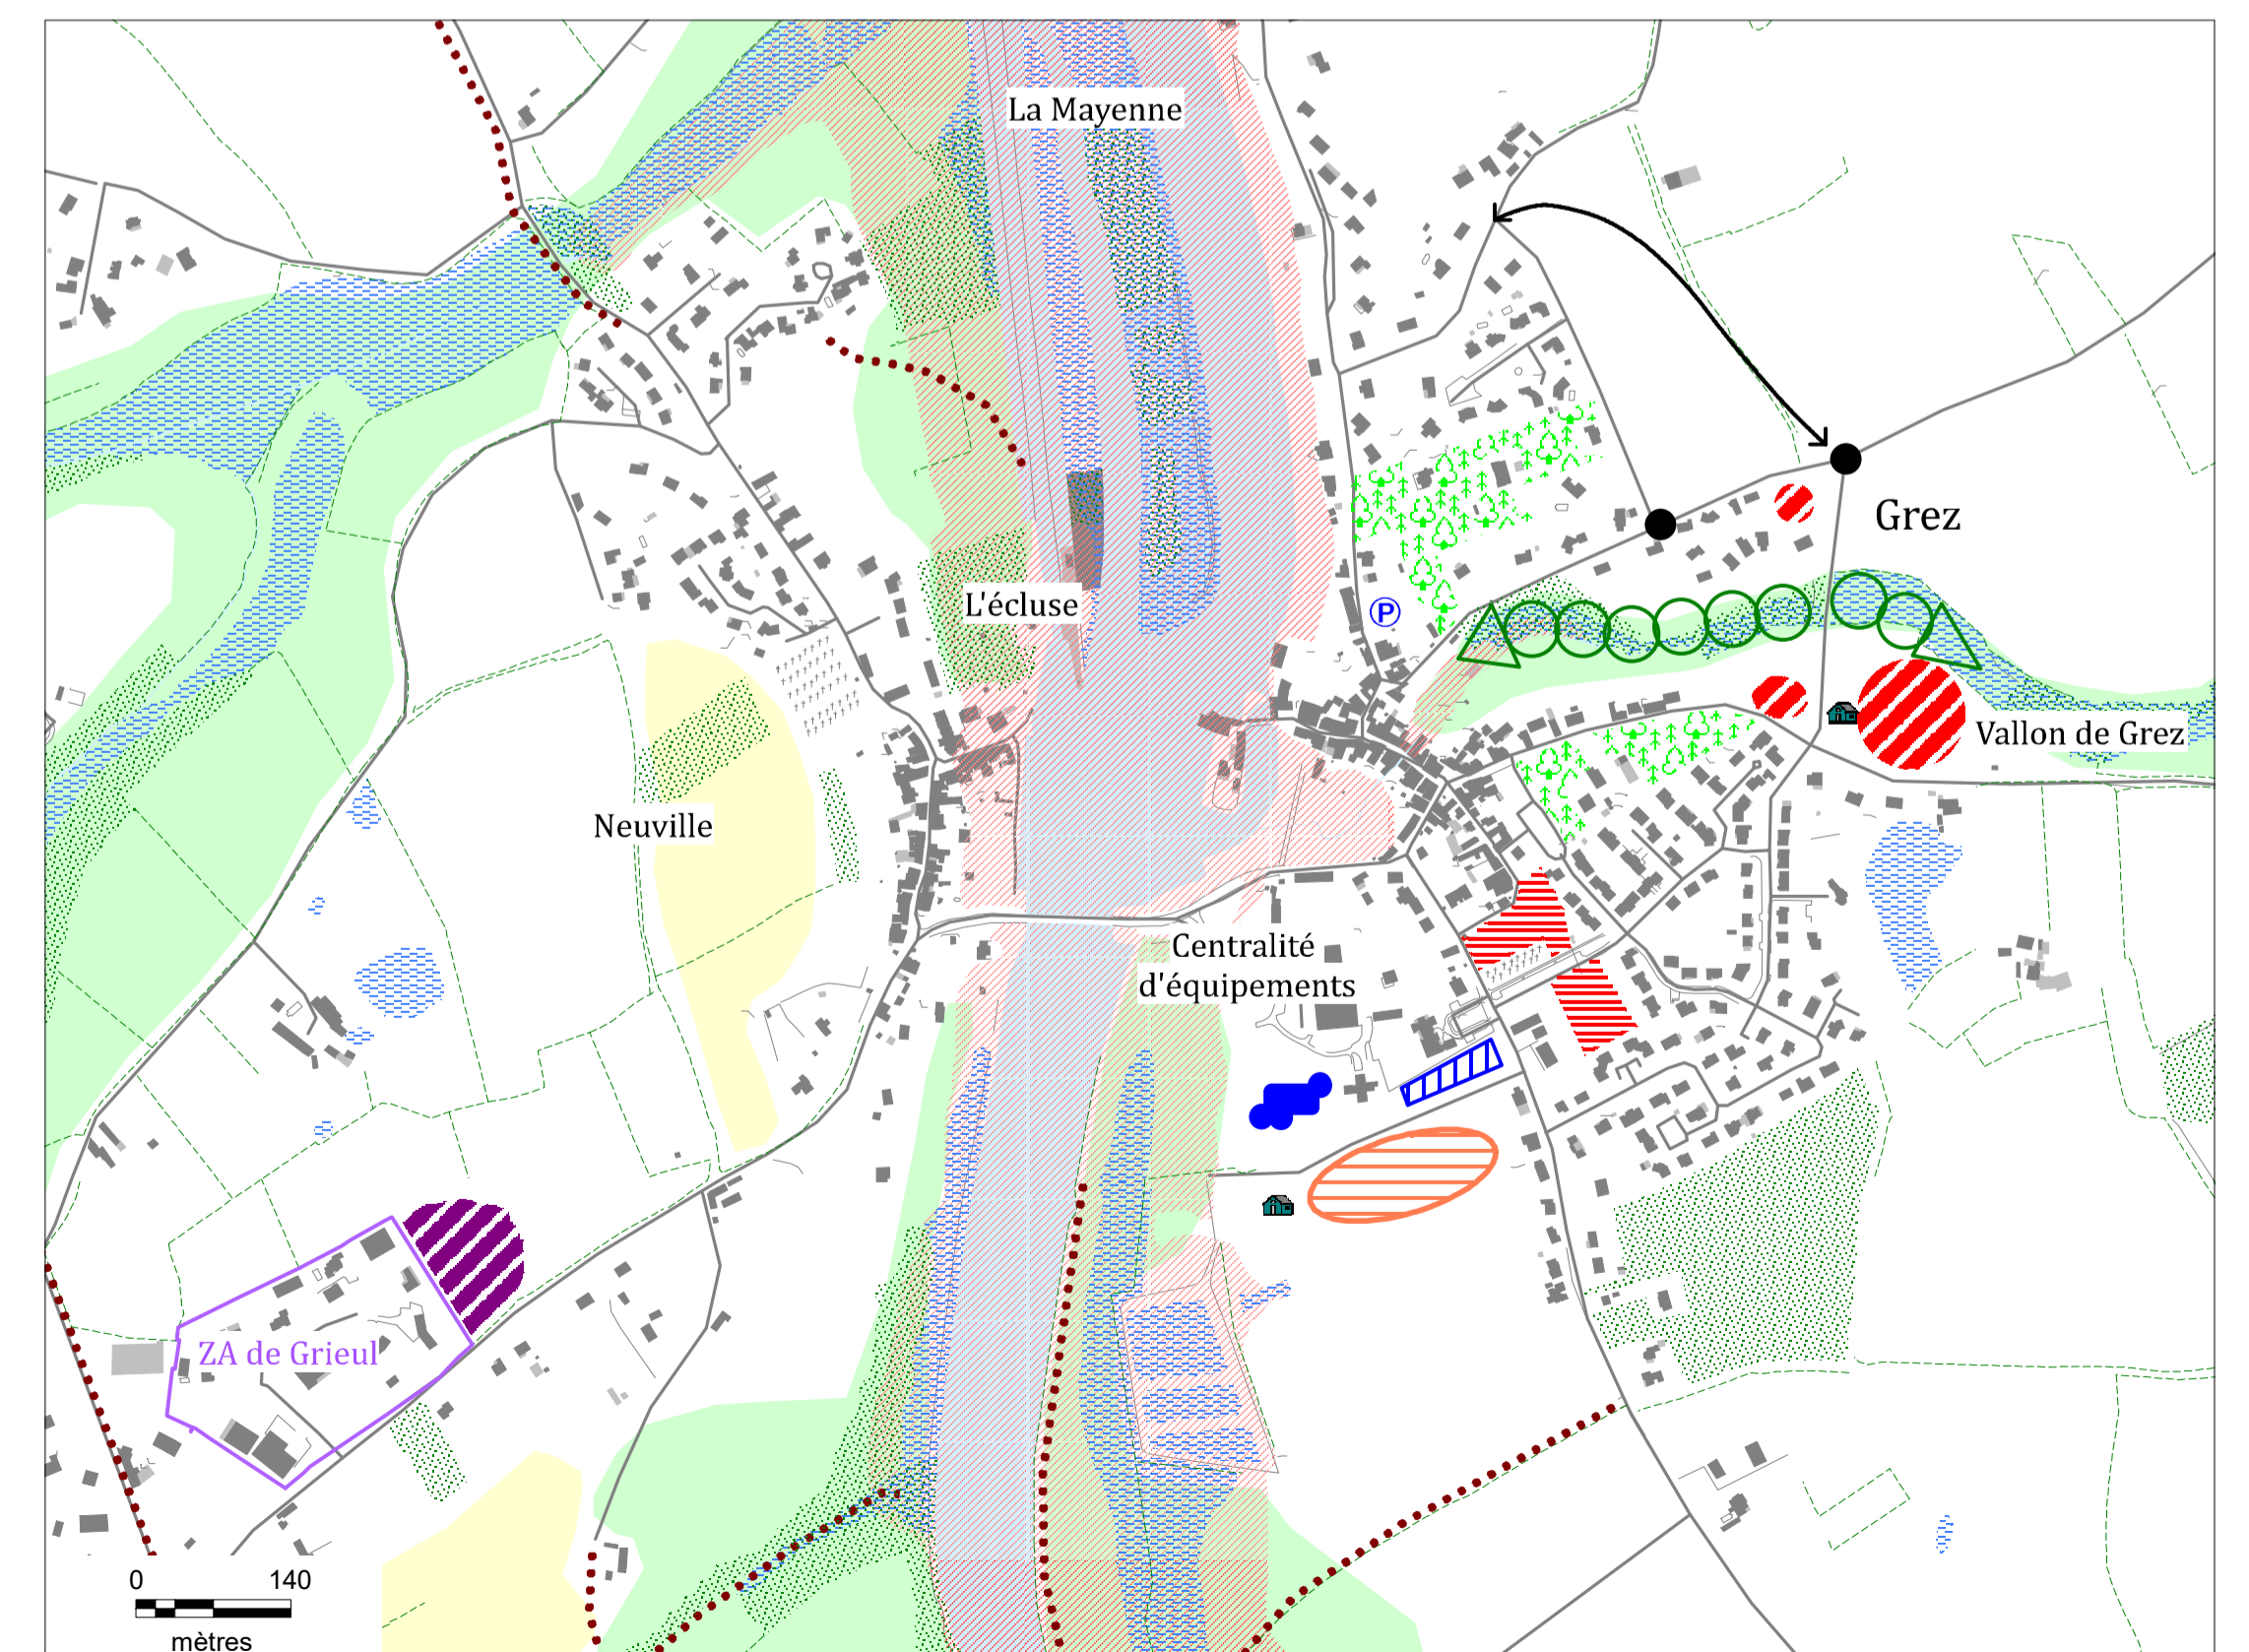 La Mayenne
Grez
L'écluse
P
Vallon de Grez
Neuville
Centralité
d'équipements
ZA de Grieul
0 140
mètres